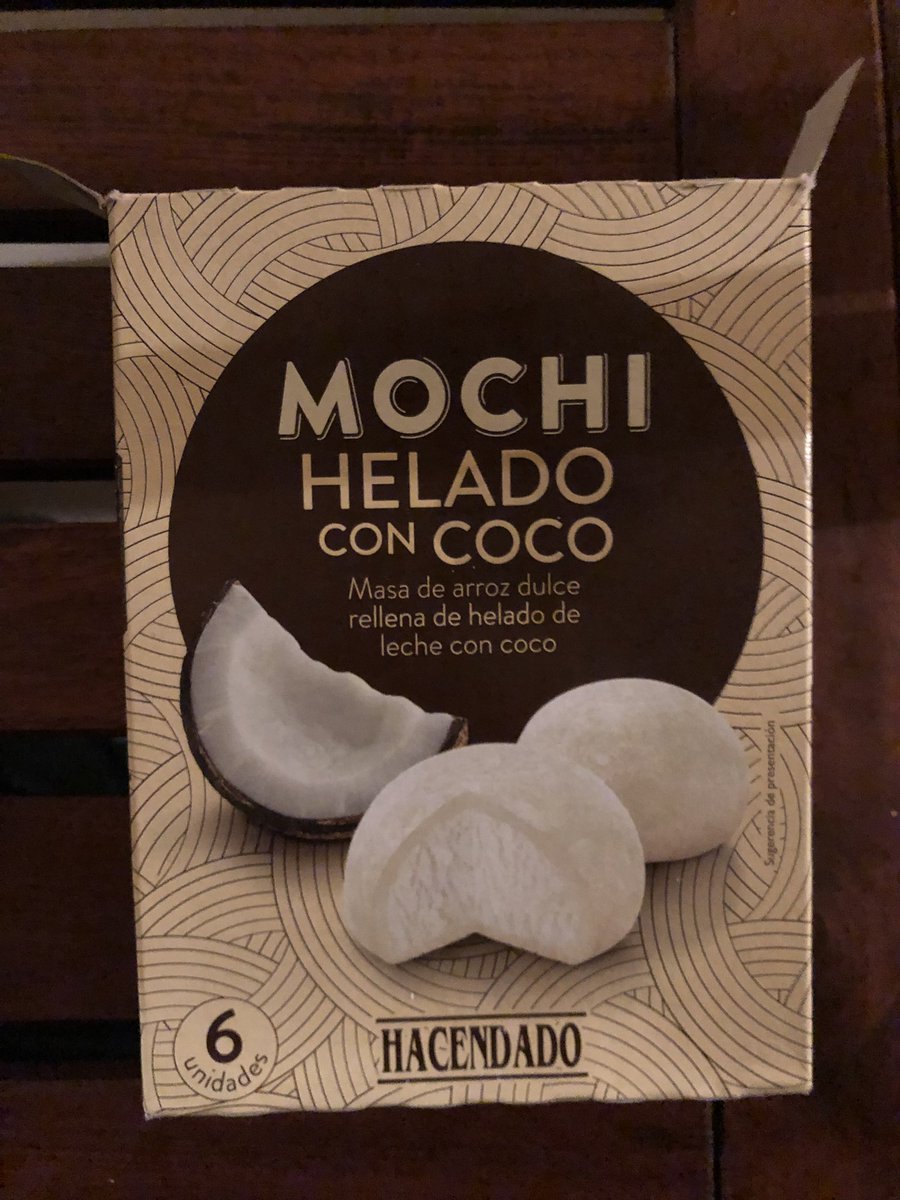 MOCHI
HELADO
CON COCO
Masa de arroz dulce
rellena de helado de
leche con coco
Sugerencia de presentación
6
unidades
HACENDADO